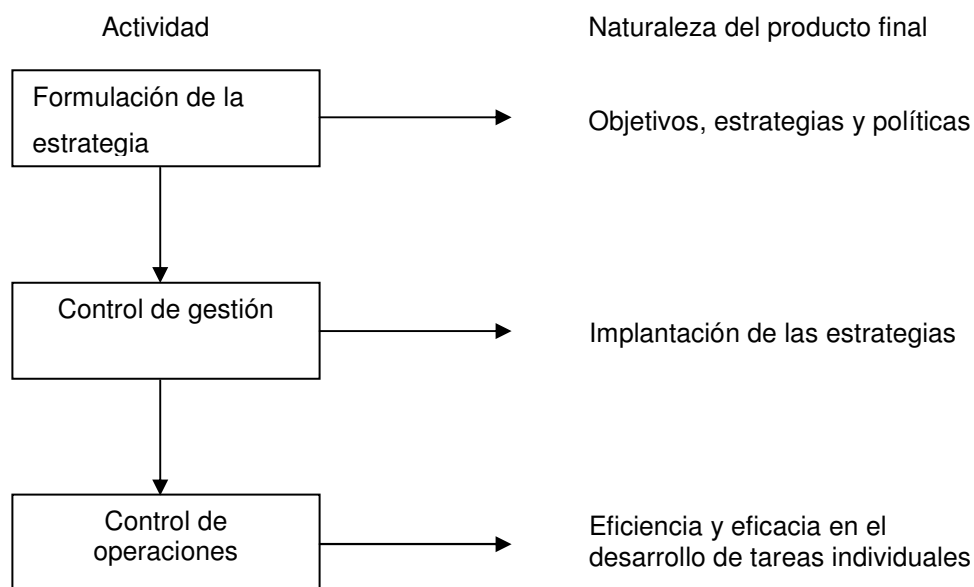 Actividad
Naturaleza del producto final
Formulación de la
estrategia
Objetivos, estrategias y políticas
Control de gestión
Implantación de las estrategias
Control de
operaciones
Eficiencia y eficacia en el
desarrollo de tareas individuales